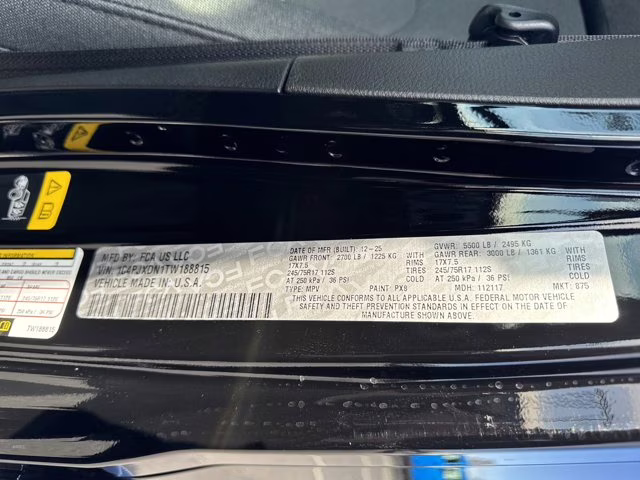 MFD BY: FCA US LLC
VIN: 1C4PJXDN1TW188815
VEHICLE MADE IN U.S.A.
DATE OF MFR (BUILT): 12-25
GAWR FRONT: 2700 LB / 1225 KG
WITH
RIMS
TIRES
17X7.5
245/75R17 112S
AT 250 kPa / 36 PSI COLD
TYPE: MPV PAINT: PX8
GVWR: 5500 LB / 2495 KG
GAWR REAR: 3000 LB / 1361 KG
WITH
RIMS
TIRES
17X7.5
245/75R17 112S
AT 250 kPa / 36 PSI COLD
MDH: 112117 MKT: 875
THIS VEHICLE CONFORMS TO ALL APPLICABLE U.S.A. FEDERAL MOTOR VEHICLE
SAFETY AND THEFT PREVENTION STANDARDS IN EFFECT ON THE DATE OF
MANUFACTURE SHOWN ABOVE.
TW188815